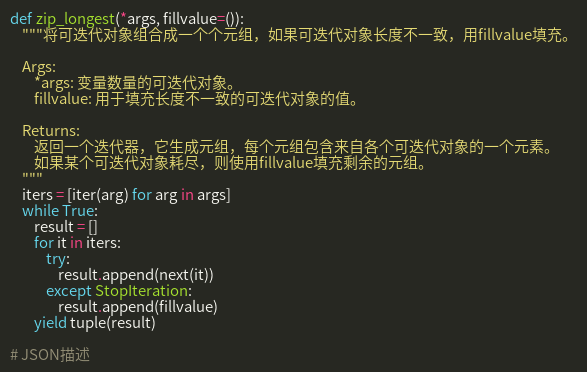 def zip_longest(*args, fillvalue=()):
"""将可迭代对象组合成一个个元组，如果可迭代对象长度不一致，用fillvalue填充。
Args:
*args: 变量数量的可迭代对象。
fillvalue: 用于填充长度不一致的可迭代对象的值。
Returns:
返回一个迭代器，它生成元组，每个元组包含来自各个可迭代对象的一个元素。
如果某个可迭代对象耗尽，则使用fillvalue填充剩余的元组。
"""
iters = [iter(arg) for arg in args]
while True:
result = []
for it in iters:
try:
result.append(next(it))
except StopIteration:
result.append(fillvalue)
yield tuple(result)
# JSON描述